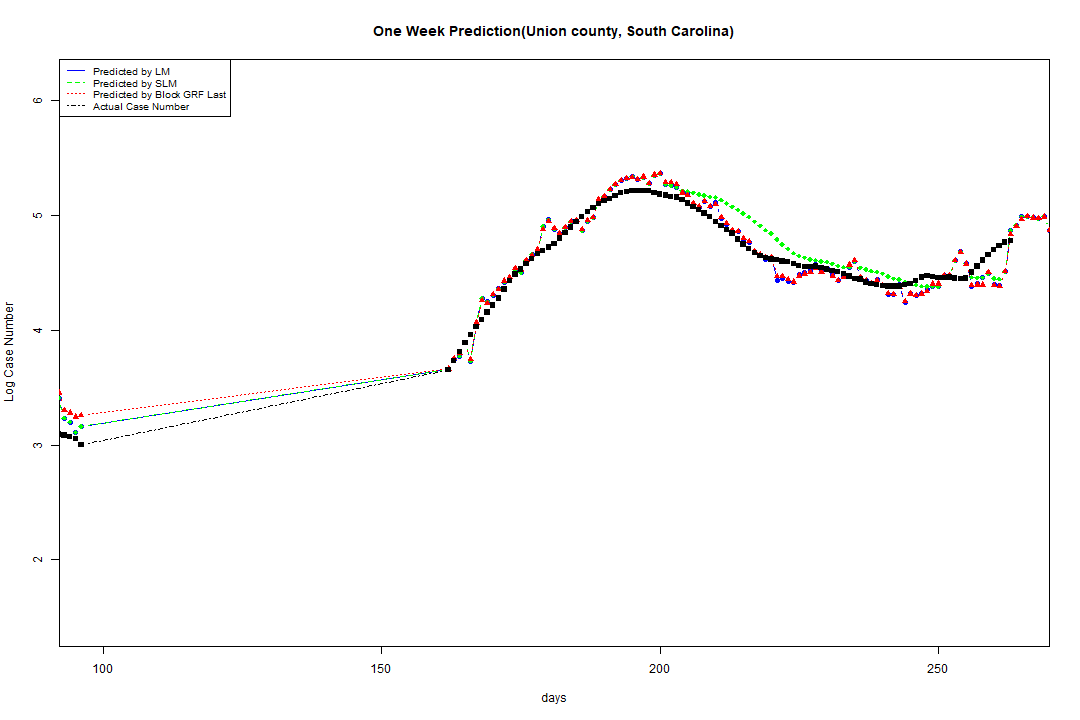 One Week Prediction(Union county, South Carolina)
Predicted by LM
Predicted by SLM
Predicted by Block GRF Last
Actual Case Number
6
5
4
3
2
Log Case Number
100 150 200 250
days